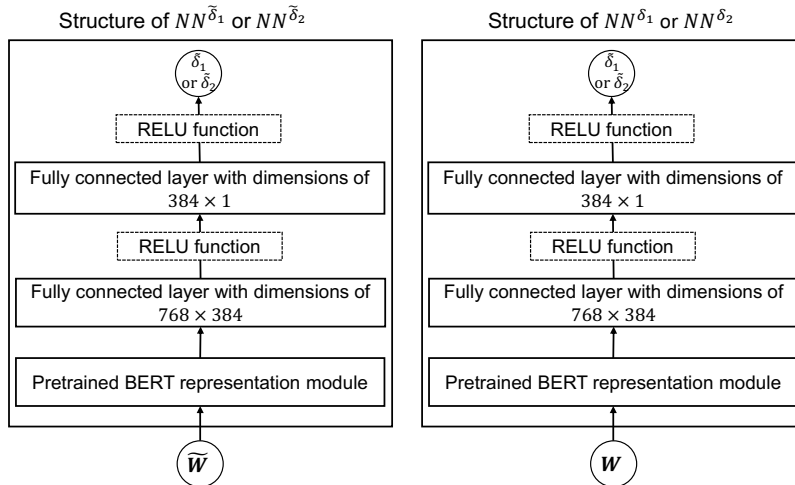 Structure of NN^δ̃₁ or NN^δ̃₂
δ̃₁
or δ̃₂
RELU function
Fully connected layer with dimensions of
384 × 1
RELU function
Fully connected layer with dimensions of
768 × 384
Pretrained BERT representation module
W̃
Structure of NN^δ₁ or NN^δ₂
δ̃₁
or δ̃₂
RELU function
Fully connected layer with dimensions of
384 × 1
RELU function
Fully connected layer with dimensions of
768 × 384
Pretrained BERT representation module
W